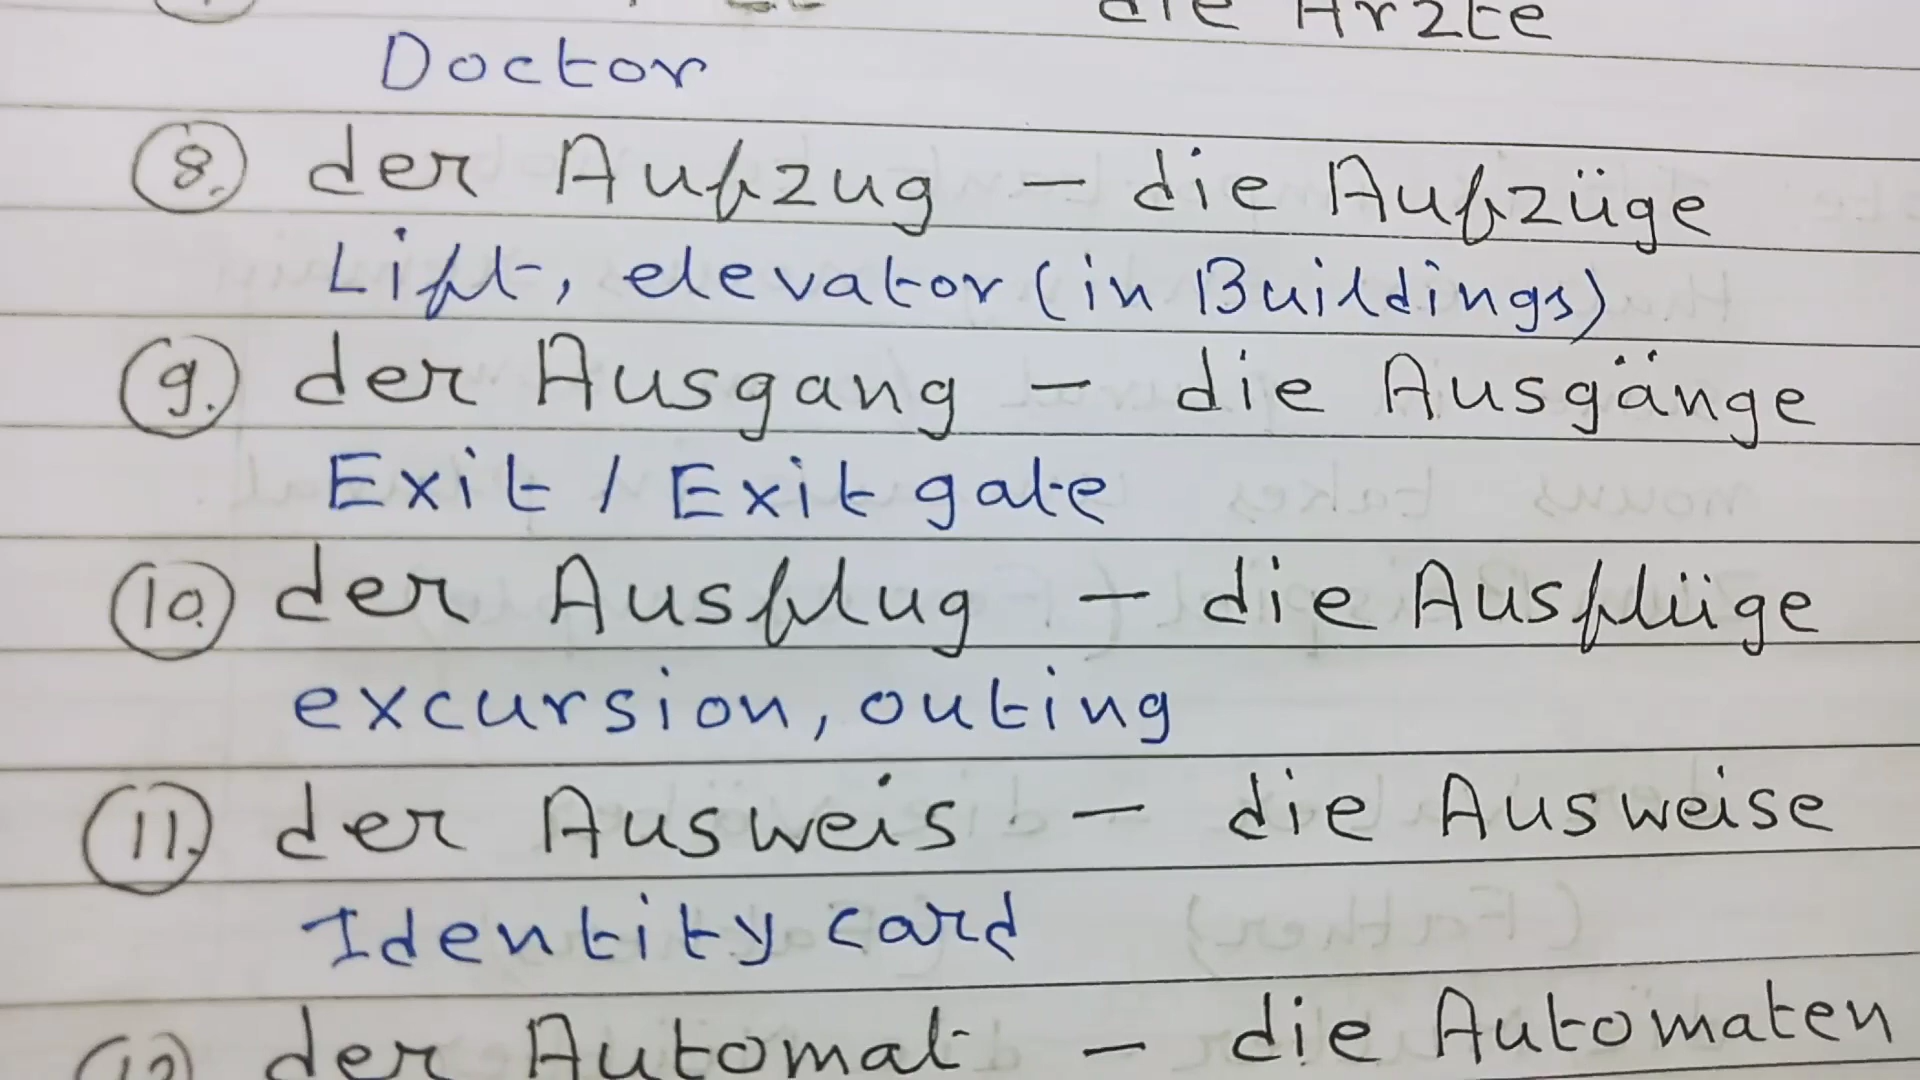 die Ärzte
Doctor
8. der Aufzug – die Aufzüge
Lift, elevator (in Buildings)
9. der Ausgang – die Ausgänge
Exit / Exit gate
10. der Ausflug – die Ausflüge
excursion, outing
11. der Ausweis – die Ausweise
Identity card
12. der Automat – die Automaten